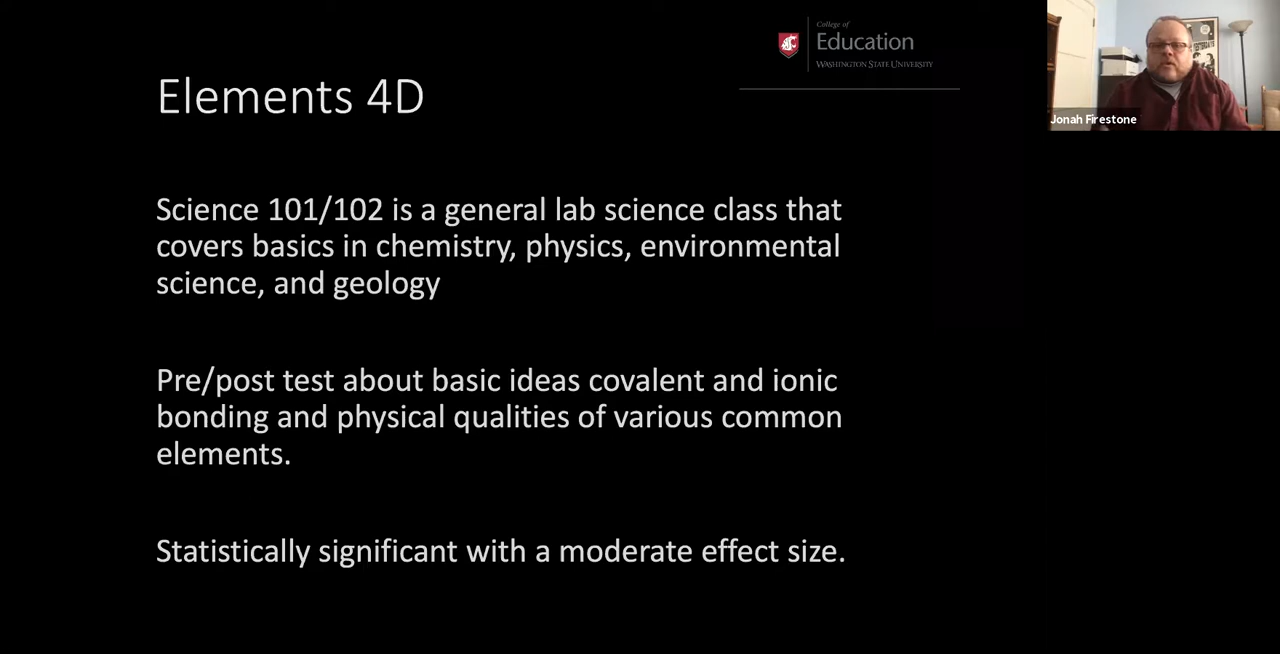 College of
Education
WASHINGTON STATE UNIVERSITY
Elements 4D
Jonah Firestone
Science 101/102 is a general lab science class that
covers basics in chemistry, physics, environmental
science, and geology
Pre/post test about basic ideas covalent and ionic
bonding and physical qualities of various common
elements.
Statistically significant with a moderate effect size.